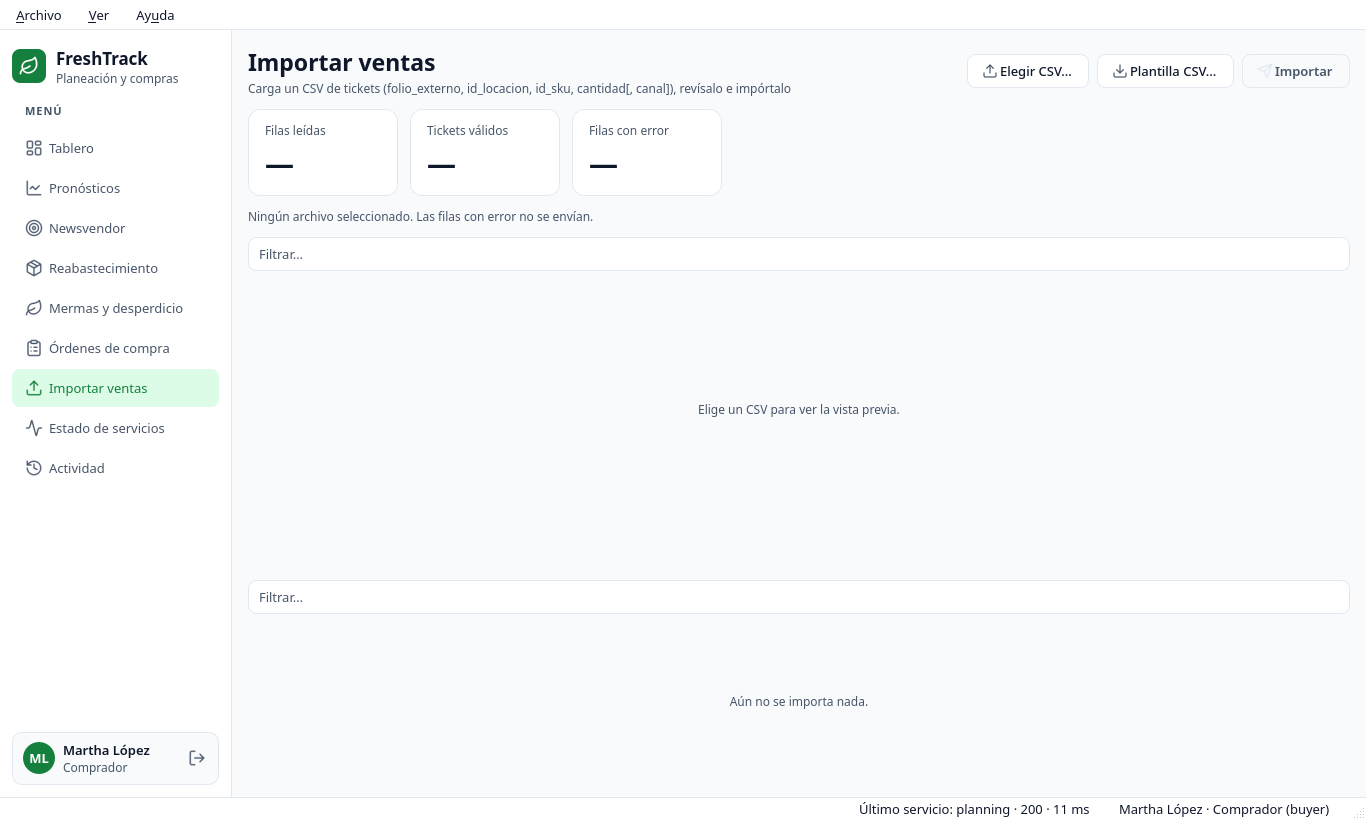 Archivo Ver Ayuda
FreshTrack
Planeación y compras
MENÚ
Tablero
Pronósticos
Newsvendor
Reabastecimiento
Mermas y desperdicio
Órdenes de compra
Importar ventas
Estado de servicios
Actividad
ML
Martha López
Comprador
Importar ventas
Carga un CSV de tickets (folio_externo, id_locacion, id_sku, cantidad[, canal]), revísalo e impórtalo
Elegir CSV...
Plantilla CSV...
Importar
Filas leídas
—
Tickets válidos
—
Filas con error
—
Ningún archivo seleccionado. Las filas con error no se envían.
Filtrar...
Elige un CSV para ver la vista previa.
Filtrar...
Aún no se importa nada.
Último servicio: planning · 200 · 11 ms
Martha López · Comprador (buyer)